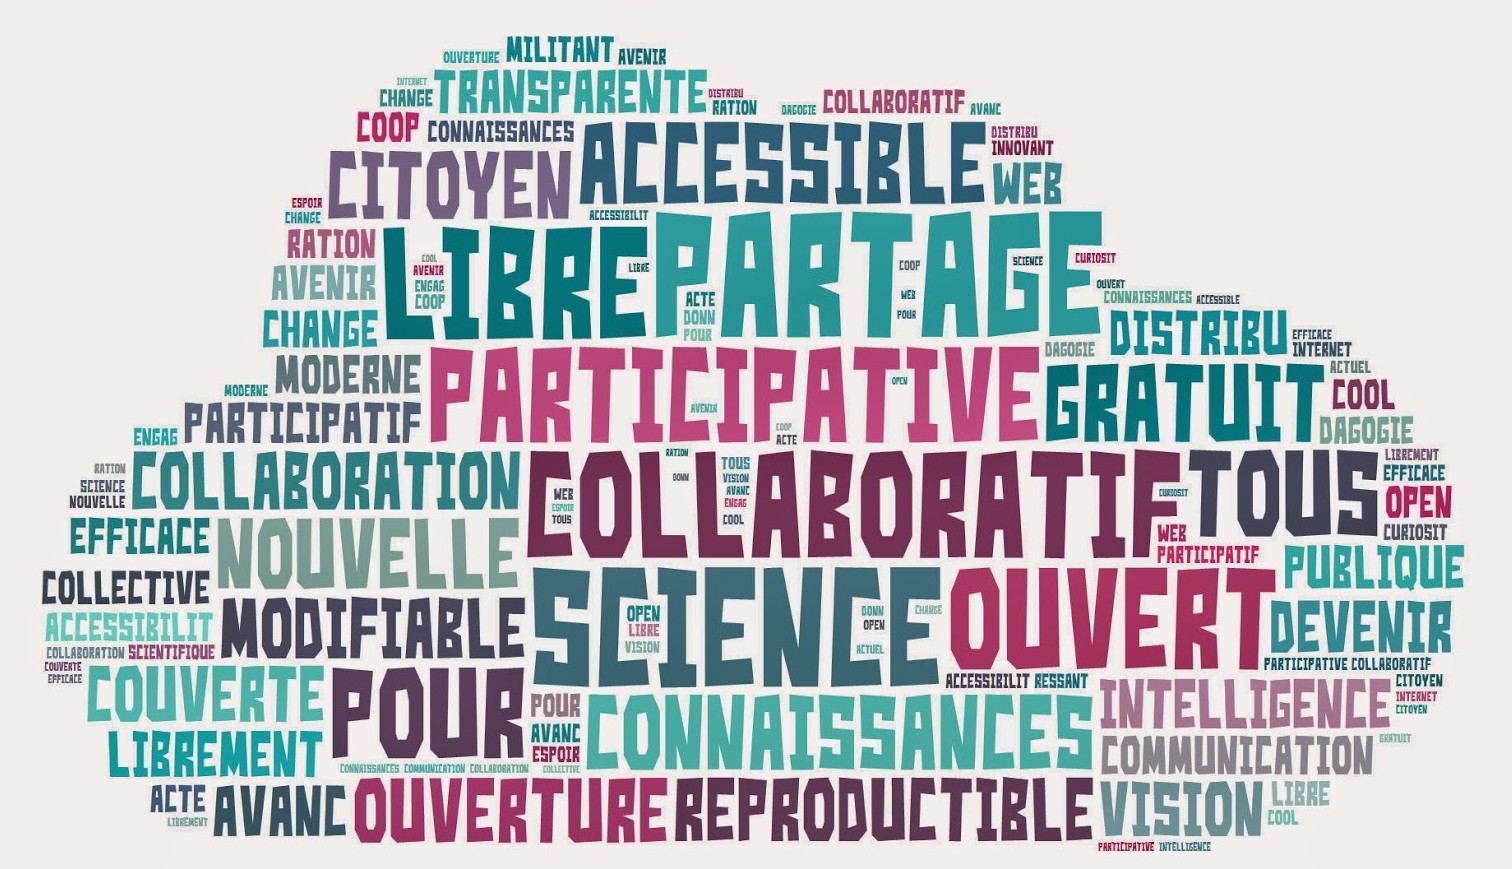 OUVERTURE MILITANT AVENIR
INTERNET
CHANGE TRANSPARENTE DISTRIBU
RATION DAGOGIE COLLABORATIF AVANC
COOP CONNAISSANCES ACCESSIBLE DISTRIBU
INNOVANT
CITOYEN WEB
ESPOIR
CHANGE ACCESSIBILIT
RATION LIBRE PARTAGE
COOL LIBRE COOP SCIENCE CURIOSIT
AVENIR AVENIR
ENGAG OUVERT
COOP ACTE WEB CONNAISSANCES ACCESSIBLE
CHANGE DONN POUR DISTRIBU EFFICACE
POUR INTERNET
MODERNE PARTICIPATIVE DAGOGIE
MODERNE OPEN GRATUIT ACTUEL
COOL
PARTICIPATIF AVENIR DAGOGIE
ENGAG COOP
ACTE
COLLABORATION COLLABORATIF TOUS LIBREMENT
RATION RATION TOUS EFFICACE
SCIENCE DONN VISION
NOUVELLE WEB AVANC CURIOSIT OPEN
ESPOIR ENGAG
TOUS COOL
EFFICACE NOUVELLE WEB CURIOSIT
PARTICIPATIF PUBLIQUE
COLLECTIVE SCIENCE OUVERT
ACCESSIBILIT MODIFIABLE OPEN DONN CHANGE DEVENIR
LIBRE OPEN
COLLABORATION SCIENTIFIQUE VISION ACTUEL
COUVERTE PARTICIPATIVE COLLABORATIF
EFFICACE ACCESSIBILIT RESSANT CITOYEN
COUVERTE POUR POUR CONNAISSANCES INTELLIGENCE INTERNET
CITOYEN
AVANC
LIBREMENT ESPOIR COMMUNICATION GRATUIT
CONNAISSANCES COMMUNICATION COLLABORATION COLLECTIVE
ACTE AVANC OUVERTURE REPRODUCTIBLE VISION LIBRE
LIBREMENT COOL
PARTICIPATIVE INTELLIGENCE